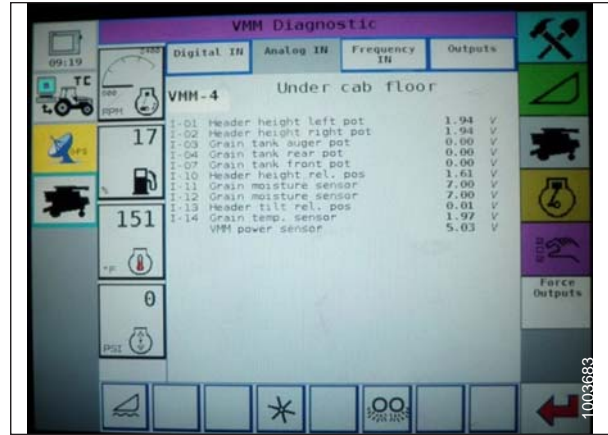 VMM Diagnostic
09:19
2400
Digital IN
Analog IN
Frequency IN
Outputs
TC
RPM
VMM-4
Under cab floor
GPS
17
%
I-01 Header height left pot 1.94 V
I-02 Header height right pot 1.94 V
I-03 Grain tank auger pot 0.00 V
I-04 Grain tank rear pot 0.00 V
I-07 Grain tank front pot 0.00 V
I-10 Header height rel. pos 1.61 V
I-11 Grain moisture sensor 7.00 V
I-12 Grain moisture sensor 7.00 V
I-13 Header tilt rel. pos 0.01 V
I-14 Grain temp. sensor 1.97 V
VMM power sensor 5.03 V
151
°F
0
PSI
Force
Outputs
1003683